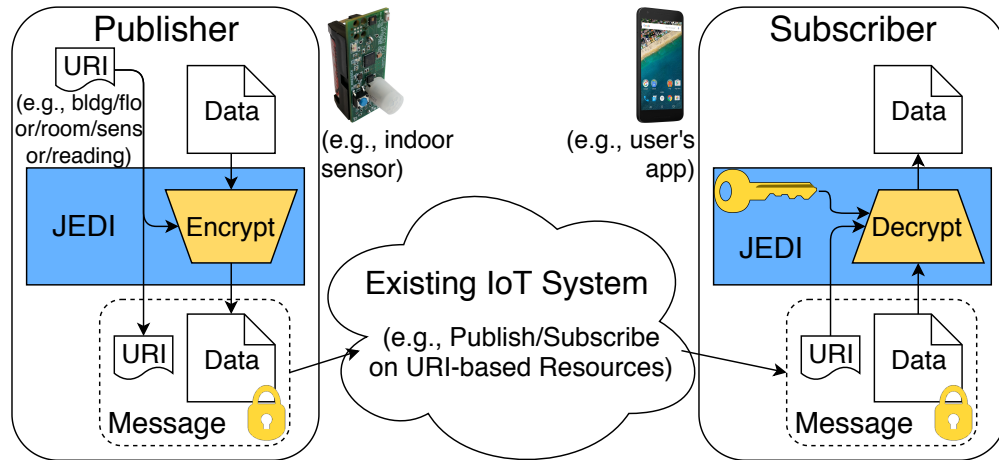 Publisher
URI
(e.g., bldg/flo
or/room/sens
or/reading)
Data
JEDI
Encrypt
URI
Data
Message
(e.g., indoor
sensor)
(e.g., user's
app)
Existing IoT System
(e.g., Publish/Subscribe
on URI-based Resources)
Subscriber
Data
JEDI
Decrypt
URI
Data
Message